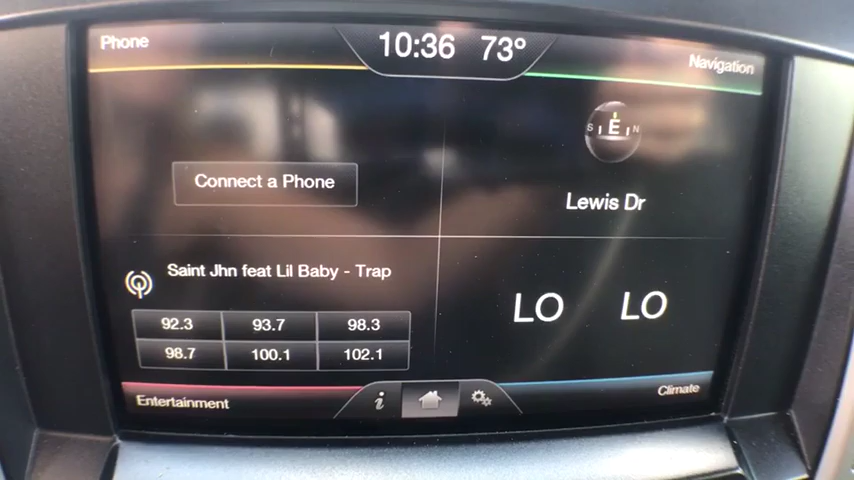 Phone
10:36 73°
Navigation
S E N
Connect a Phone
Lewis Dr
Saint Jhn feat Lil Baby - Trap
92.3 93.7 98.3
98.7 100.1 102.1
LO LO
Entertainment
i
Climate